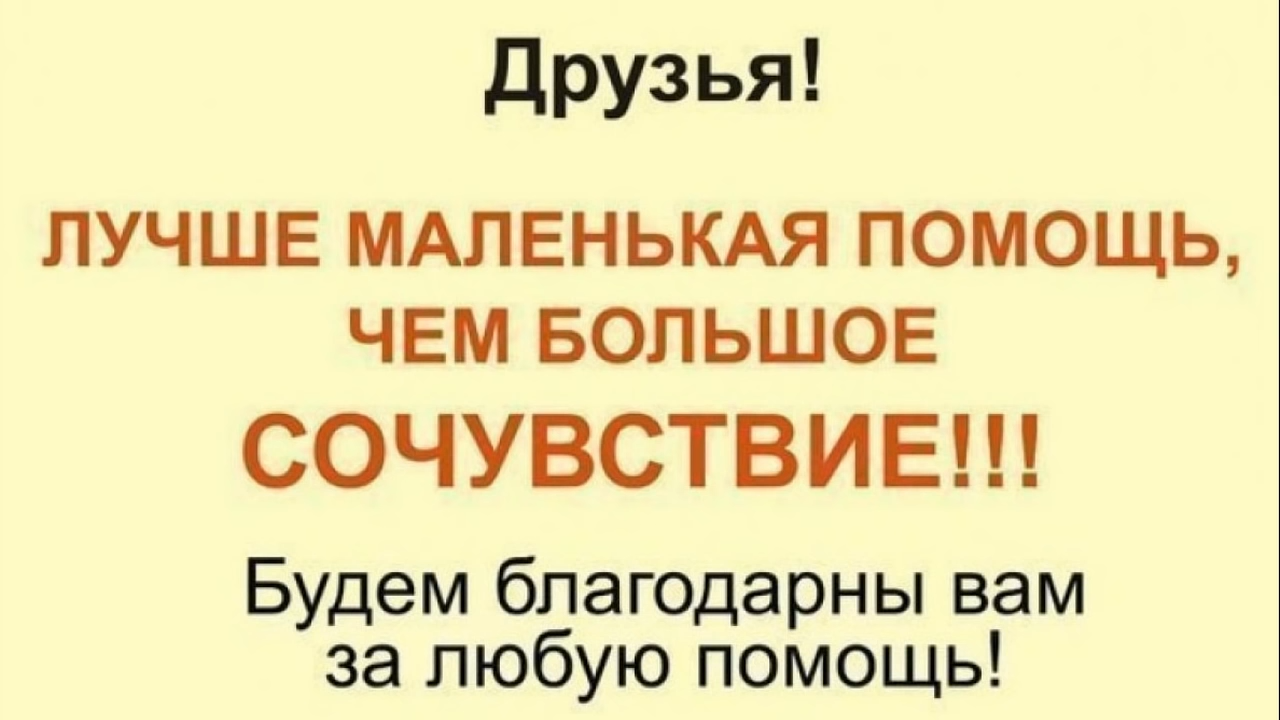 Друзья!
ЛУЧШЕ МАЛЕНЬКАЯ ПОМОЩЬ,
ЧЕМ БОЛЬШОЕ
СОЧУВСТВИЕ!!!
Будем благодарны вам
за любую помощь!